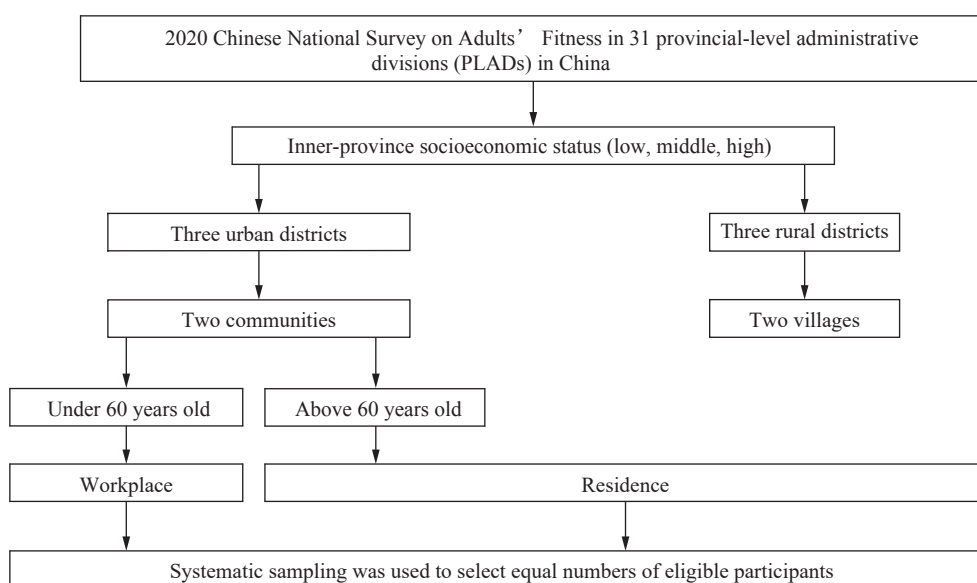 2020 Chinese National Survey on Adults’ Fitness in 31 provincial-level administrative
divisions (PLADs) in China
Inner-province socioeconomic status (low, middle, high)
Three urban districts
Three rural districts
Two communities
Two villages
Under 60 years old
Above 60 years old
Workplace
Residence
Systematic sampling was used to select equal numbers of eligible participants